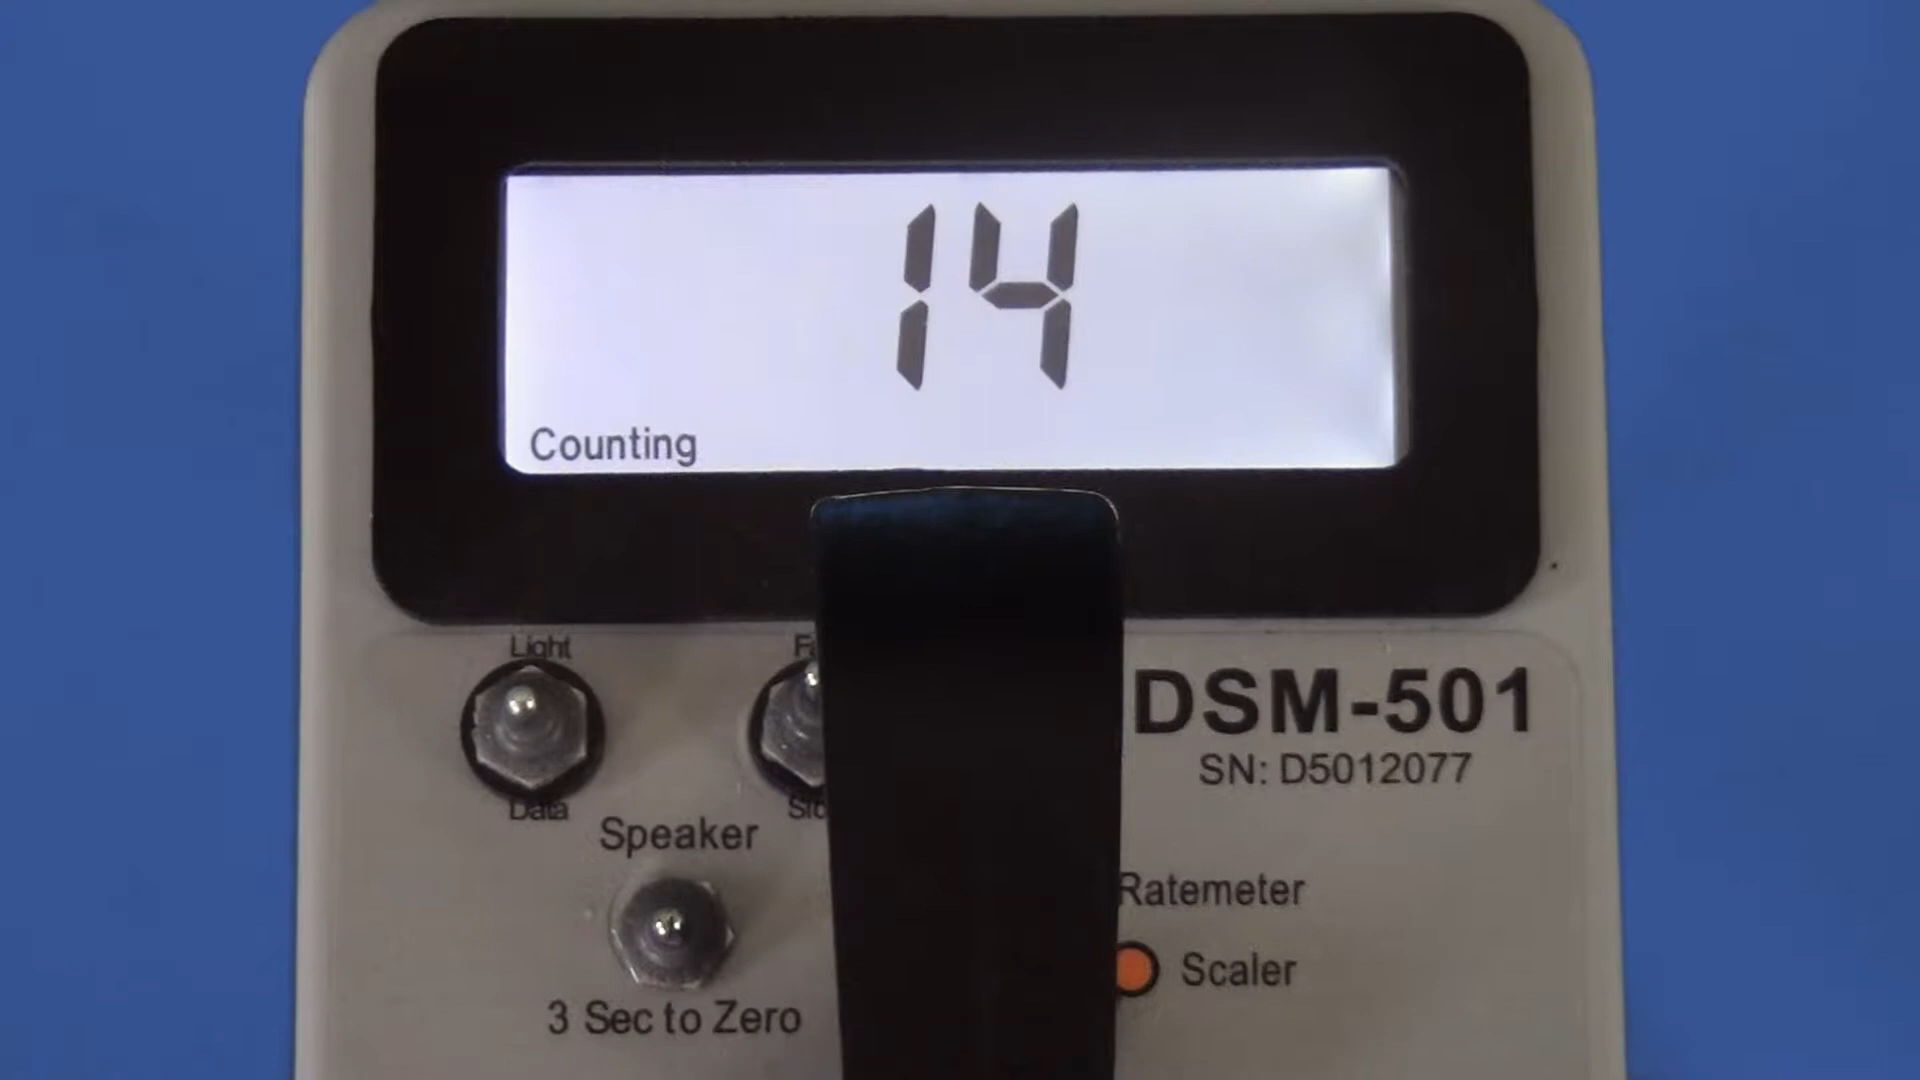 14
Counting
Light
Data
Speaker
3 Sec to Zero
DSM-501
SN: D5012077
Ratemeter
Scaler